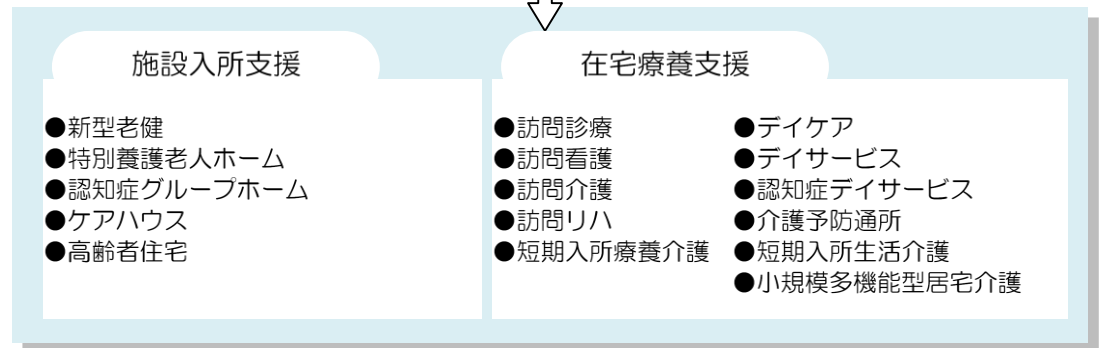 施設入所支援
●新型老健
●特別養護老人ホーム
●認知症グループホーム
●ケアハウス
●高齢者住宅
在宅療養支援
●訪問診療
●訪問看護
●訪問介護
●訪問リハ
●短期入所療養介護
●デイケア
●デイサービス
●認知症デイサービス
●介護予防通所
●短期入所生活介護
●小規模多機能型居宅介護